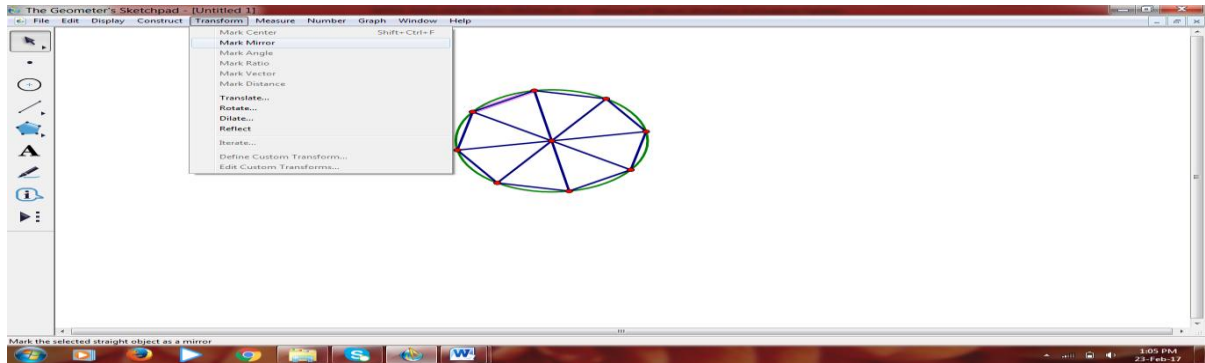 The Geometer's Sketchpad - [Untitled 1]
File Edit Display Construct Transform Measure Number Graph Window Help
Mark Center Shift+Ctrl+F
Mark Mirror
Mark Angle
Mark Ratio
Mark Vector
Mark Distance
Translate...
Rotate...
Dilate...
Reflect
Iterate...
Define Custom Transform...
Edit Custom Transforms...
A
Mark the selected straight object as a mirror
1:05 PM
23-Feb-17